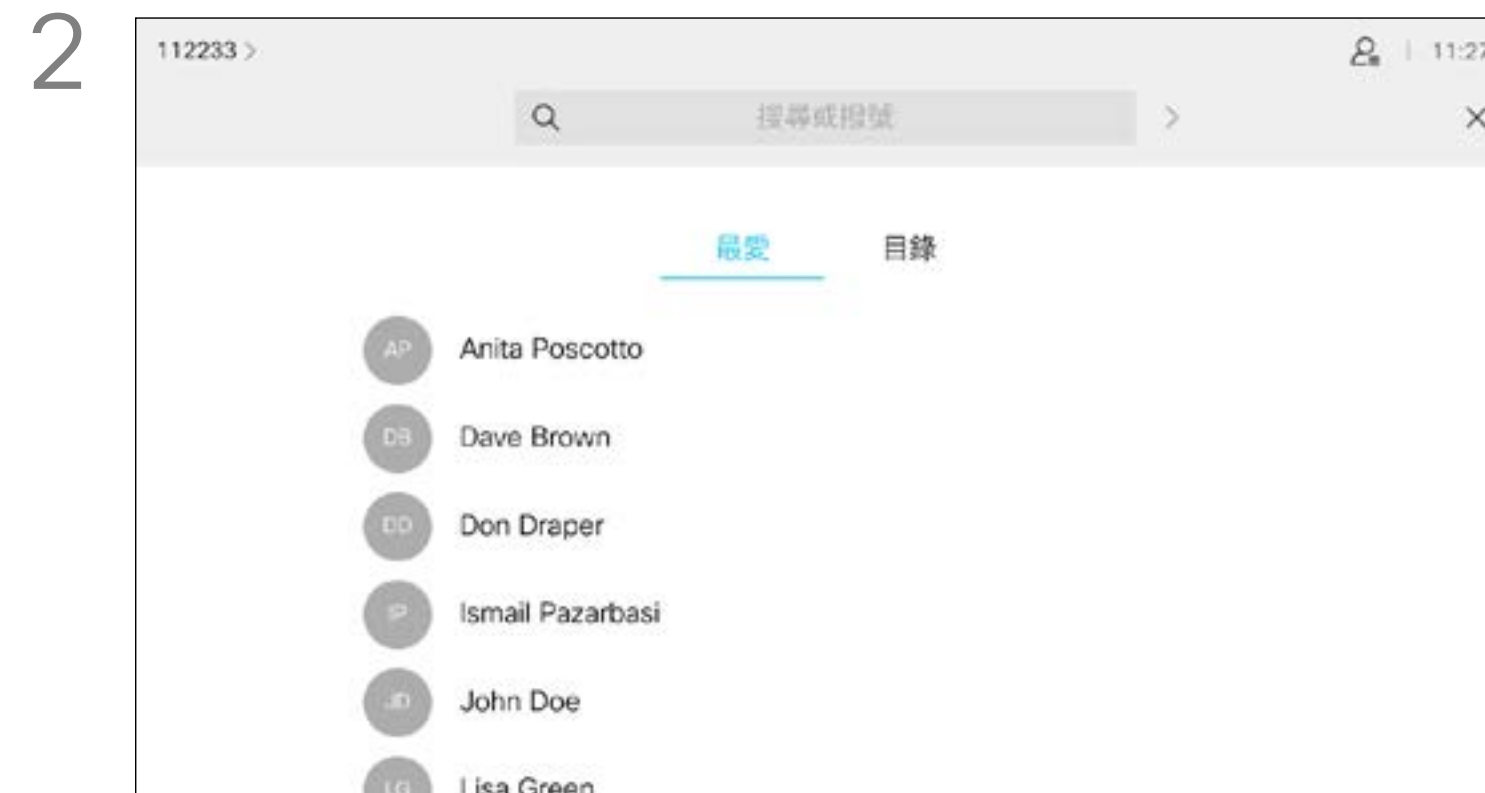 2
112233 >
11:27
搜尋或撥號 >
最愛 目錄
AP Anita Poscotto
DB Dave Brown
DD Don Draper
IP Ismail Pazarbasi
JD John Doe
LG Lisa Green